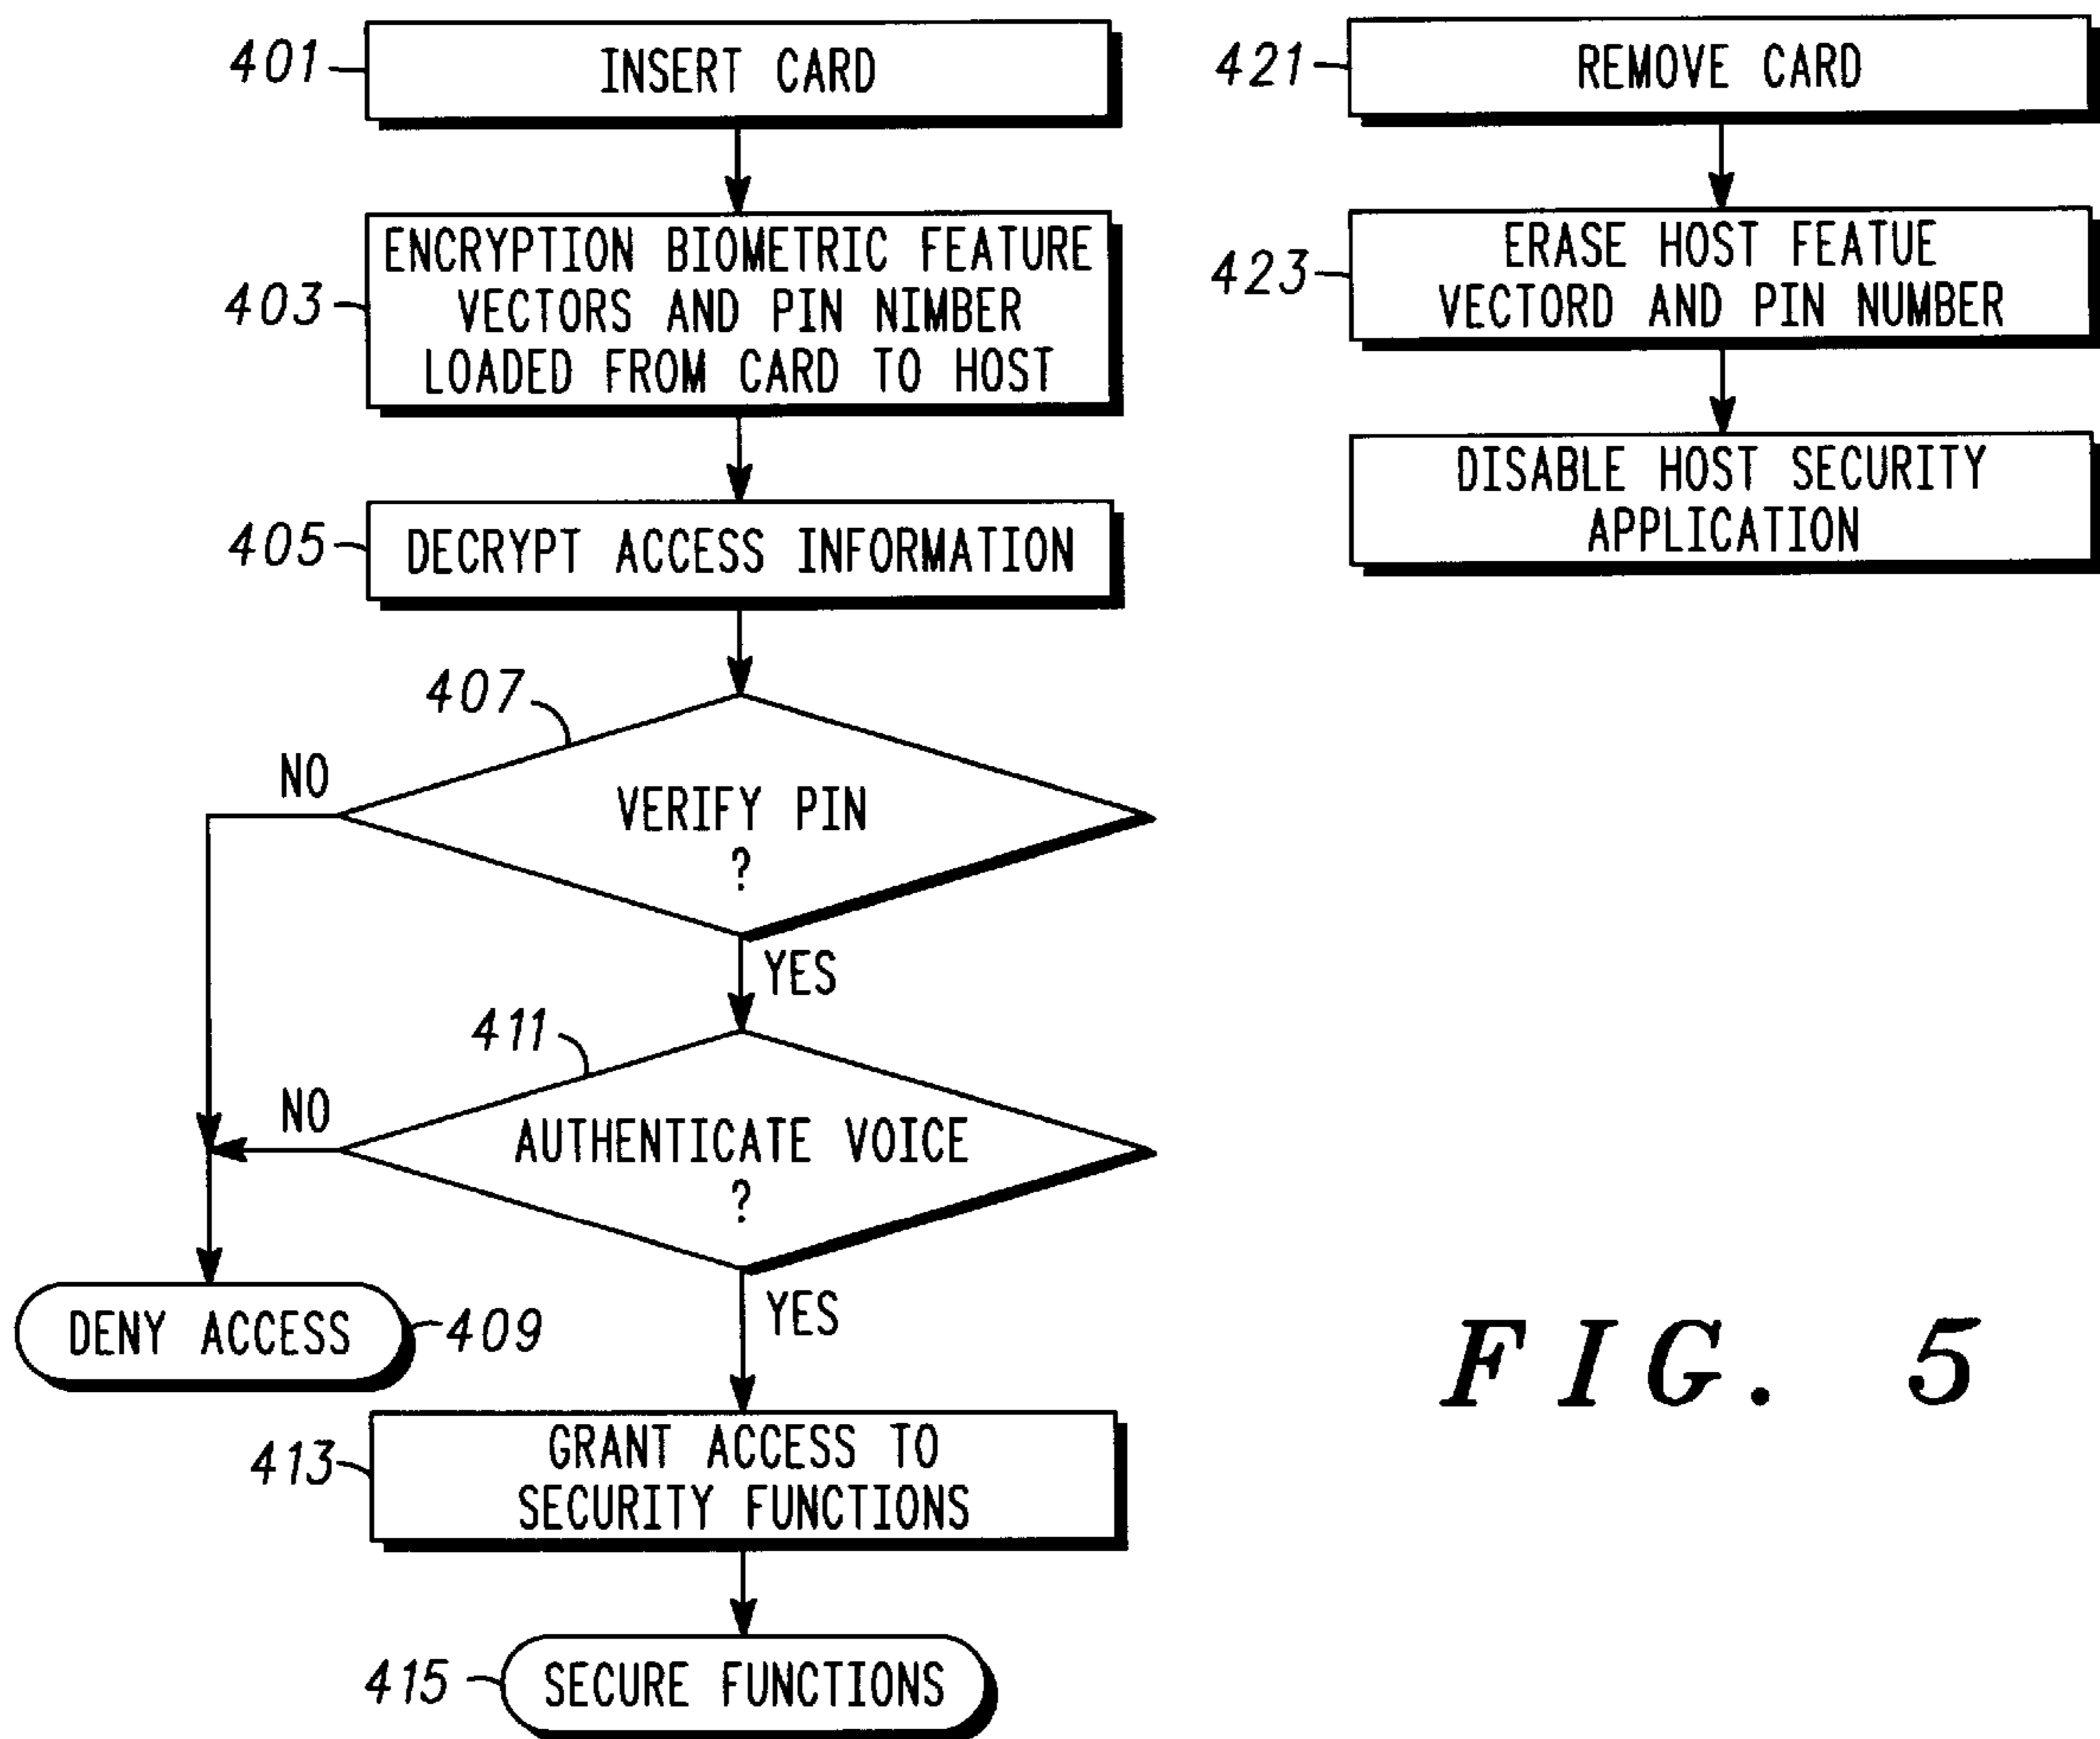 401
INSERT CARD
403
ENCRYPTION BIOMETRIC FEATURE
VECTORS AND PIN NIMBER
LOADED FROM CARD TO HOST
405
DECRYPT ACCESS INFORMATION
407
NO
VERIFY PIN
?
YES
411
NO
AUTHENTICATE VOICE
?
YES
DENY ACCESS
409
413
GRANT ACCESS TO
SECURITY FUNCTIONS
415
SECURE FUNCTIONS
421
REMOVE CARD
423
ERASE HOST FEATUE
VECTORD AND PIN NUMBER
DISABLE HOST SECURITY
APPLICATION
FIG. 5